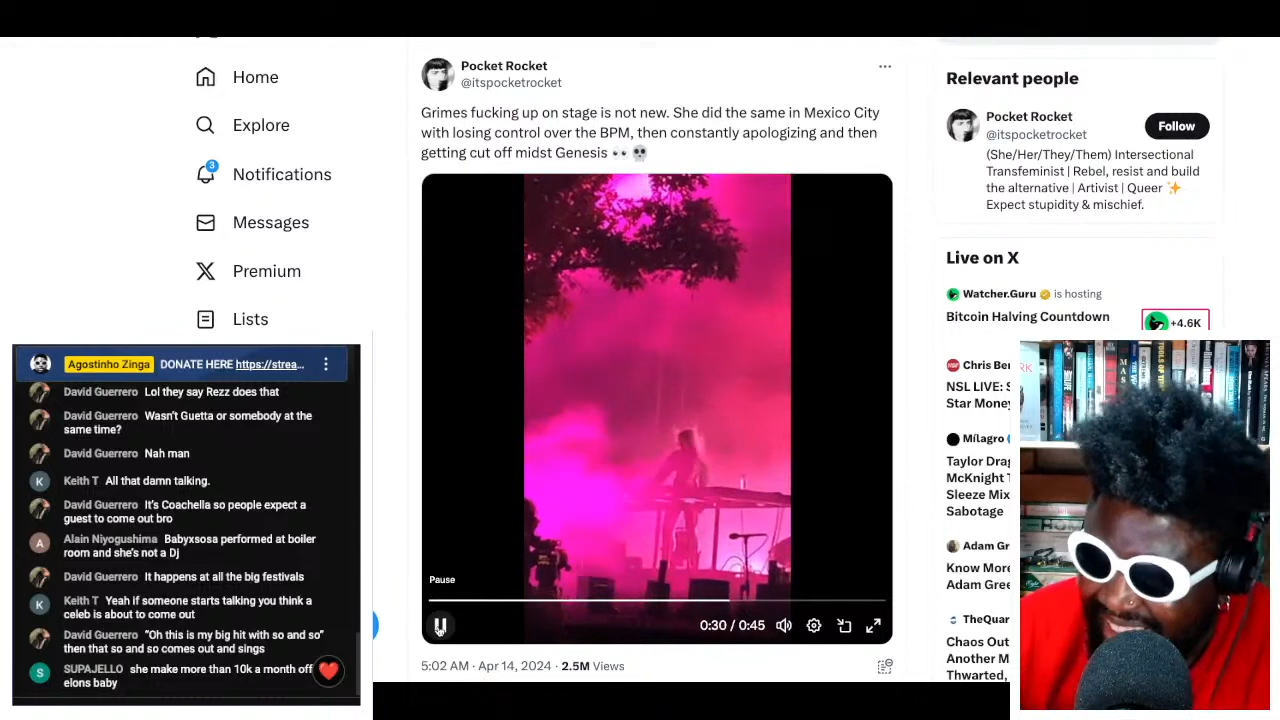 Home
Explore
3
Notifications
Messages
Premium
Lists
Pocket Rocket
@itspocketrocket
Grimes fucking up on stage is not new. She did the same in Mexico City
with losing control over the BPM, then constantly apologizing and then
getting cut off midst Genesis 👀 💀
Pause
0:30 / 0:45
5:02 AM · Apr 14, 2024 · 2.5M Views
Relevant people
Pocket Rocket
@itspocketrocket
Follow
(She/Her/They/Them) Intersectional
Transfeminist | Rebel, resist and build
the alternative | Artivist | Queer ✨
Expect stupidity & mischief.
Live on X
Watcher.Guru is hosting
Bitcoin Halving Countdown
+4.6K
Chris Be
NSL LIVE: S
Star Money
Mílagro
Taylor Drag
McKnight T
Sleeze Mix
Sabotage
Adam Gr
Know More
Adam Gree
TheQuar
Chaos Out
Another M
Thwarted,
Agostinho Zinga DONATE HERE https://strea...
David Guerrero Lol they say Rezz does that
David Guerrero Wasn't Guetta or somebody at the
same time?
David Guerrero Nah man
K Keith T All that damn talking.
David Guerrero It's Coachella so people expect a
guest to come out bro
A Alain Niyogushima Babyxsosa performed at boiler
room and she's not a Dj
David Guerrero It happens at all the big festivals
K Keith T Yeah if someone starts talking you think a
celeb is about to come out
David Guerrero "Oh this is my big hit with so and so"
then that so and so comes out and sings
S SUPAJELLO she make more than 10k a month off
elons baby